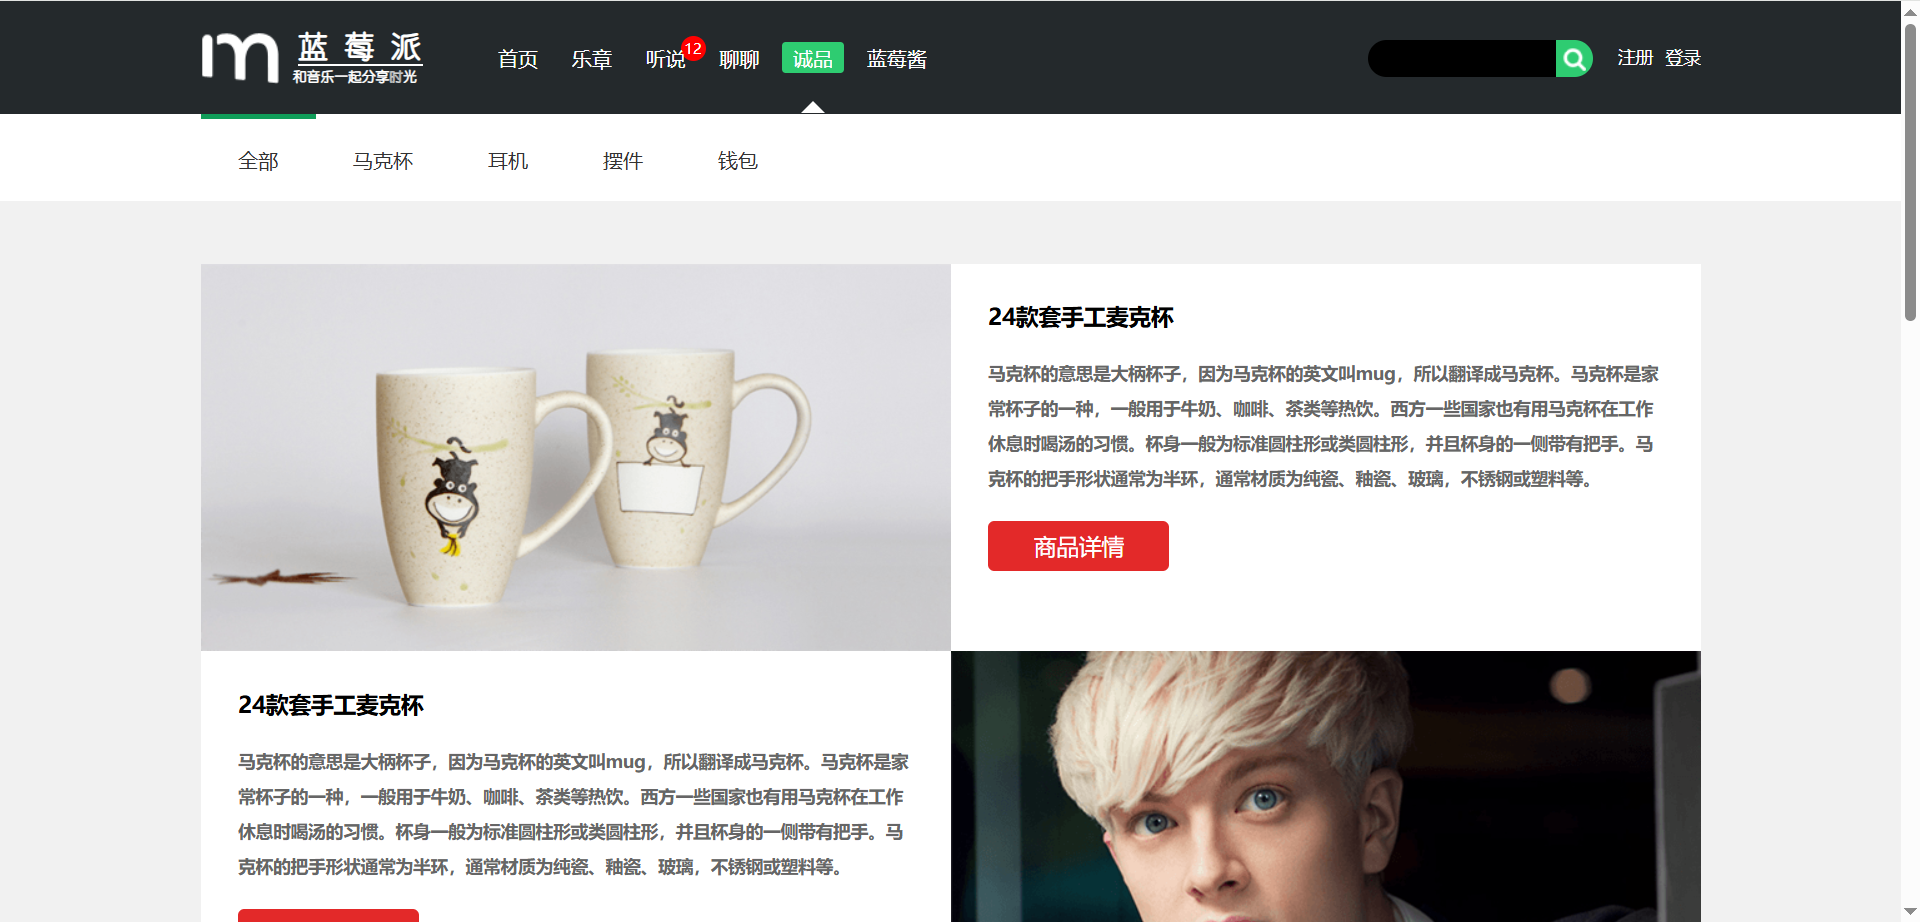 m 蓝莓派
和音乐一起分享时光
首页 乐章 听说 12 聊聊 诚品 蓝莓酱
注册 登录
全部 马克杯 耳机 摆件 钱包
24款套手工麦克杯
马克杯的意思是大柄杯子，因为马克杯的英文叫mug，所以翻译成马克杯。马克杯是家
常杯子的一种，一般用于牛奶、咖啡、茶类等热饮。西方一些国家也有用马克杯在工作
休息时喝汤的习惯。杯身一般为标准圆柱形或类圆柱形，并且杯身的一侧带有把手。马
克杯的把手形状通常为半环，通常材质为纯瓷、釉瓷、玻璃，不锈钢或塑料等。
商品详情
24款套手工麦克杯
马克杯的意思是大柄杯子，因为马克杯的英文叫mug，所以翻译成马克杯。马克杯是家
常杯子的一种，一般用于牛奶、咖啡、茶类等热饮。西方一些国家也有用马克杯在工作
休息时喝汤的习惯。杯身一般为标准圆柱形或类圆柱形，并且杯身的一侧带有把手。马
克杯的把手形状通常为半环，通常材质为纯瓷、釉瓷、玻璃，不锈钢或塑料等。